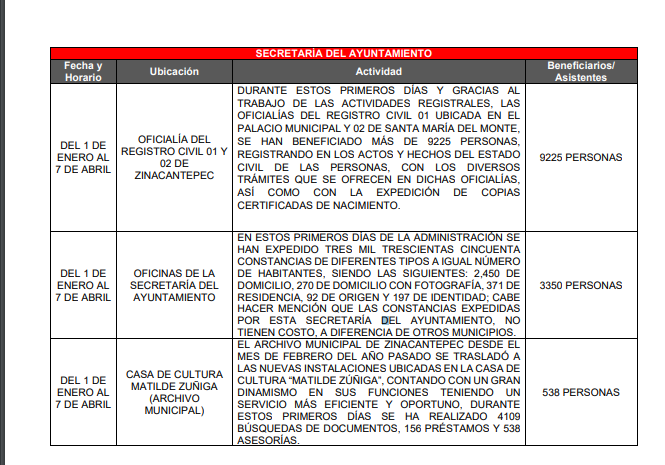 SECRETARÍA DEL AYUNTAMIENTO
Fecha y
Horario
Ubicación
Actividad
Beneficiarios/
Asistentes
DEL 1 DE
ENERO AL
7 DE ABRIL
OFICIALÍA DEL
REGISTRO CIVIL 01 Y
02 DE
ZINACANTEPEC
DURANTE ESTOS PRIMEROS DÍAS Y GRACIAS AL
TRABAJO DE LAS ACTIVIDADES REGISTRALES, LAS
OFICIALÍAS DEL REGISTRO CIVIL 01 UBICADA EN EL
PALACIO MUNICIPAL Y 02 DE SANTA MARÍA DEL MONTE,
SE HAN BENEFICIADO MÁS DE 9225 PERSONAS,
REGISTRANDO EN LOS ACTOS Y HECHOS DEL ESTADO
CIVIL DE LAS PERSONAS, CON LOS DIVERSOS
TRÁMITES QUE SE OFRECEN EN DICHAS OFICIALÍAS,
ASÍ COMO CON LA EXPEDICIÓN DE COPIAS
CERTIFICADAS DE NACIMIENTO.
9225 PERSONAS
DEL 1 DE
ENERO AL
7 DE ABRIL
OFICINAS DE LA
SECRETARÍA DEL
AYUNTAMIENTO
EN ESTOS PRIMEROS DÍAS DE LA ADMINISTRACIÓN SE
HAN EXPEDIDO TRES MIL TRESCIENTAS CINCUENTA
CONSTANCIAS DE DIFERENTES TIPOS A IGUAL NÚMERO
DE HABITANTES, SIENDO LAS SIGUIENTES: 2,450 DE
DOMICILIO, 270 DE DOMICILIO CON FOTOGRAFÍA, 371 DE
RESIDENCIA, 92 DE ORIGEN Y 197 DE IDENTIDAD; CABE
HACER MENCIÓN QUE LAS CONSTANCIAS EXPEDIDAS
POR ESTA SECRETARÍA DEL AYUNTAMIENTO, NO
TIENEN COSTO, A DIFERENCIA DE OTROS MUNICIPIOS.
3350 PERSONAS
DEL 1 DE
ENERO AL
7 DE ABRIL
CASA DE CULTURA
MATILDE ZUÑIGA
(ARCHIVO
MUNICIPAL)
EL ARCHIVO MUNICIPAL DE ZINACANTEPEC DESDE EL
MES DE FEBRERO DEL AÑO PASADO SE TRASLADÓ A
LAS NUEVAS INSTALACIONES UBICADAS EN LA CASA DE
CULTURA “MATILDE ZÚÑIGA”, CONTANDO CON UN GRAN
DINAMISMO EN SUS FUNCIONES TENIENDO UN
SERVICIO MÁS EFICIENTE Y OPORTUNO, DURANTE
ESTOS PRIMEROS DÍAS SE HA REALIZADO 4109
BÚSQUEDAS DE DOCUMENTOS, 156 PRÉSTAMOS Y 538
ASESORÍAS.
538 PERSONAS